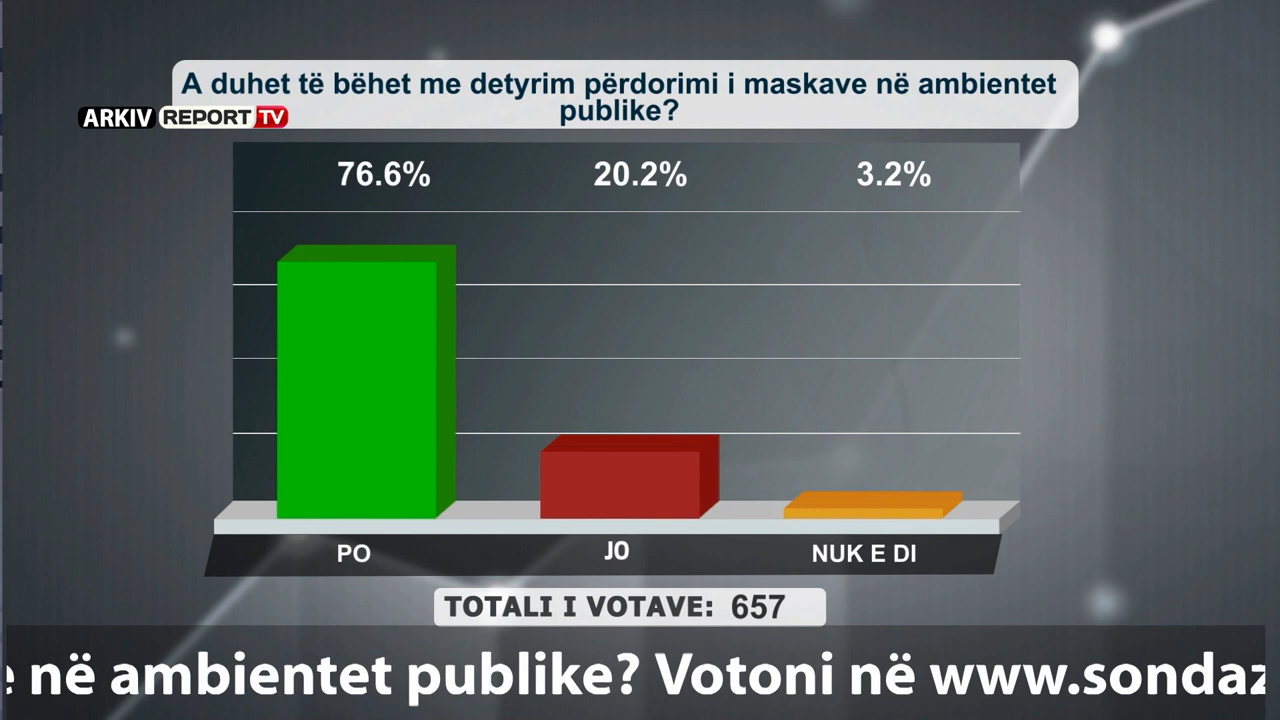 A duhet të bëhet me detyrim përdorimi i maskave në ambientet
publike?
ARKIV REPORT TV
76.6% 20.2% 3.2%
PO JO NUK E DI
TOTALI I VOTAVE: 657
në ambientet publike? Votoni në www.sondaz